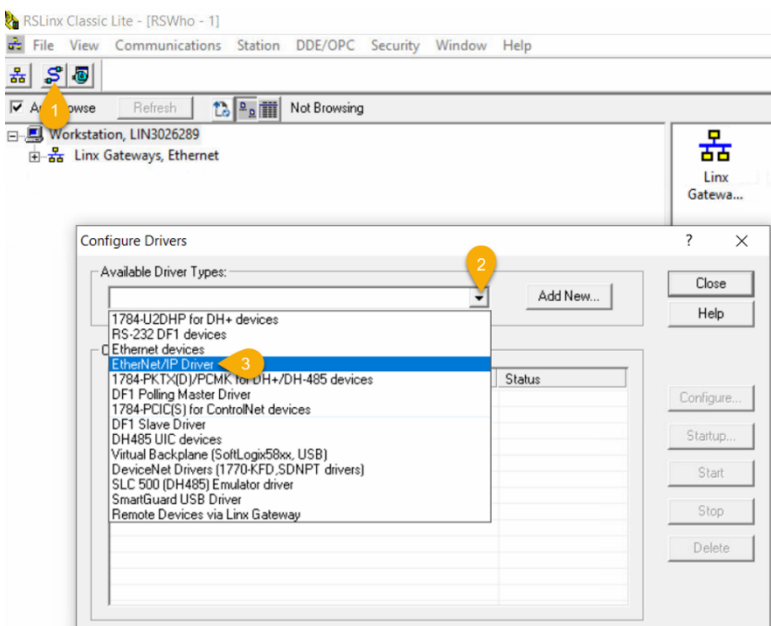 RSLinx Classic Lite - [RSWho - 1]
File View Communications Station DDE/OPC Security Window Help
1
Refresh Not Browsing
Workstation, LIN3026289
Linx Gateways, Ethernet
Linx
Gatewa...
Configure Drivers ? X
2
Available Driver Types:
Close
Add New...
Help
1784-U2DHP for DH+ devices
RS-232 DF1 devices
Ethernet devices
EtherNet/IP Driver 3
1784-PKTX(D)/PCMK for DH+/DH-485 devices
Status
DF1 Polling Master Driver
Configure...
1784-PCIC(S) for ControlNet devices
DF1 Slave Driver
DH485 UIC devices
Startup...
Virtual Backplane (SoftLogix58xx, USB)
DeviceNet Drivers (1770-KFD,SDNPT drivers)
Start
SLC 500 (DH485) Emulator driver
SmartGuard USB Driver
Remote Devices via Linx Gateway
Stop
Delete